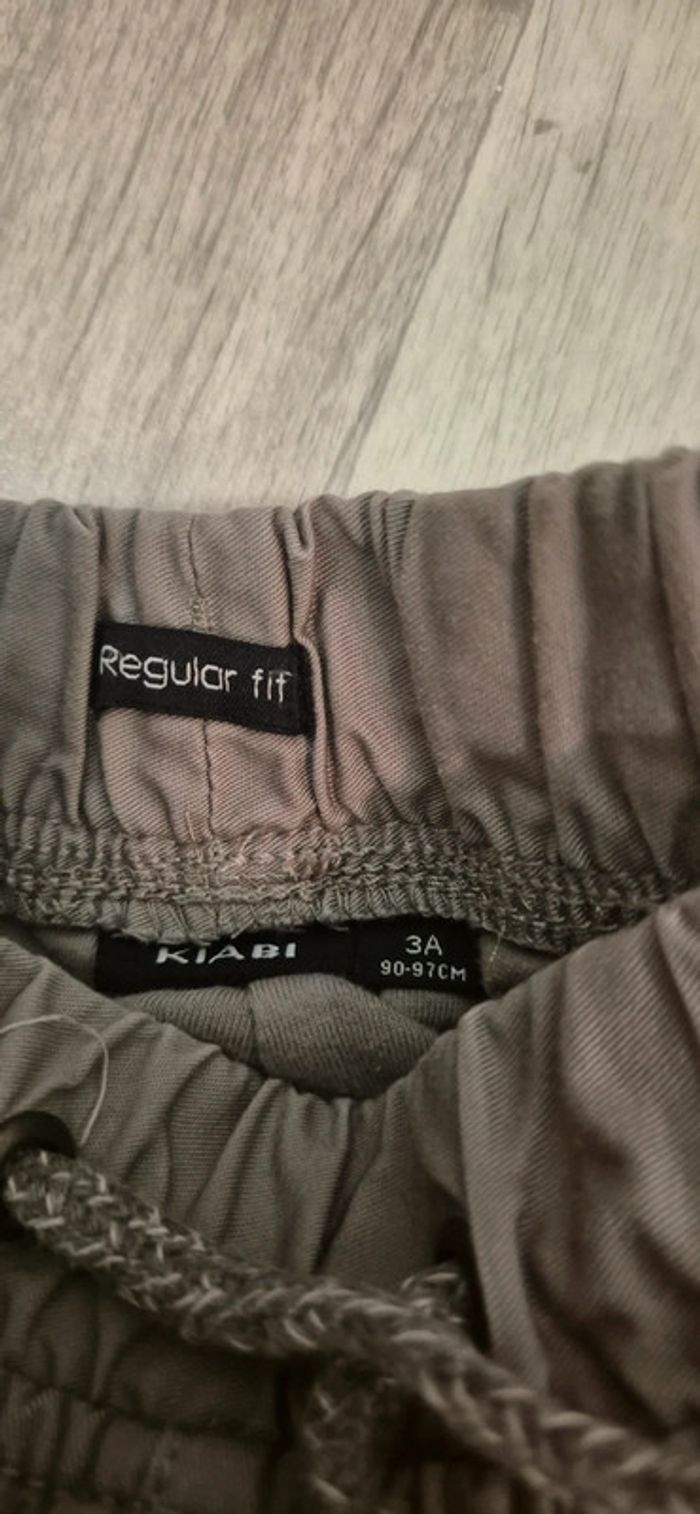 Regular fit
KIABI
3A
90-97CM